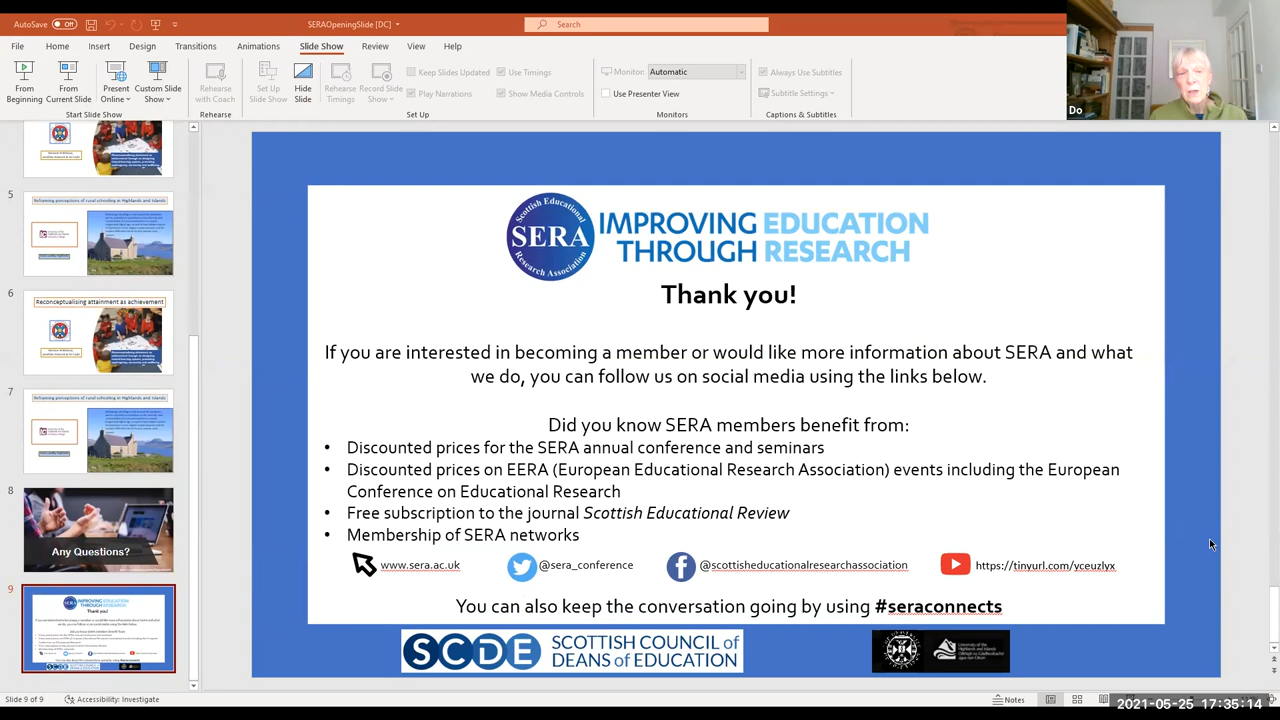 AutoSave Off SERAOpeningSlide [DC] Search
File Home Insert Design Transitions Animations Slide Show Review View Help
From Beginning
From Current Slide
Present Online
Custom Slide Show
Rehearse with Coach
Set Up Slide Show
Hide Slide
Rehearse Timings
Record Slide Show
Keep Slides Updated
Play Narrations
Use Timings
Show Media Controls
Monitor: Automatic
Use Presenter View
Always Use Subtitles
Subtitle Settings
Start Slide Show Rehearse Set Up Monitors Captions & Subtitles
Do
5
Reframing perceptions of rural schooling in Highlands and Islands
6
Reconceptualising attainment as achievement
7
Reframing perceptions of rural schooling in Highlands and Islands
8
Any Questions?
9
Scottish Educational
SERA
Research Association
IMPROVING EDUCATION
THROUGH RESEARCH
Thank you!
If you are interested in becoming a member or would like more information about SERA and what
we do, you can follow us on social media using the links below.
Did you know SERA members benefit from:
• Discounted prices for the SERA annual conference and seminars
• Discounted prices on EERA (European Educational Research Association) events including the European
Conference on Educational Research
• Free subscription to the journal Scottish Educational Review
• Membership of SERA networks
www.sera.ac.uk @sera_conference @scottisheducationalresearchassociation https://tinyurl.com/yceuzlyx
You can also keep the conversation going by using #seraconnects
SCDE SCOTTISH COUNCIL of
DEANS of EDUCATION
Slide 9 of 9 Accessibility: Investigate Notes
2021-05-25 17:35:14